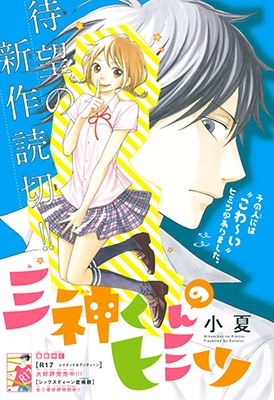 待望の
新作読切!!
その人には
"こわ〜い"
ヒミツがありました。
三神くんの
ヒミツ
小夏
Mikamikun no Himitsu
Presented by Konatsu
最新刊
【R17
大好評発売中!!!
【シックスティーン症候群】